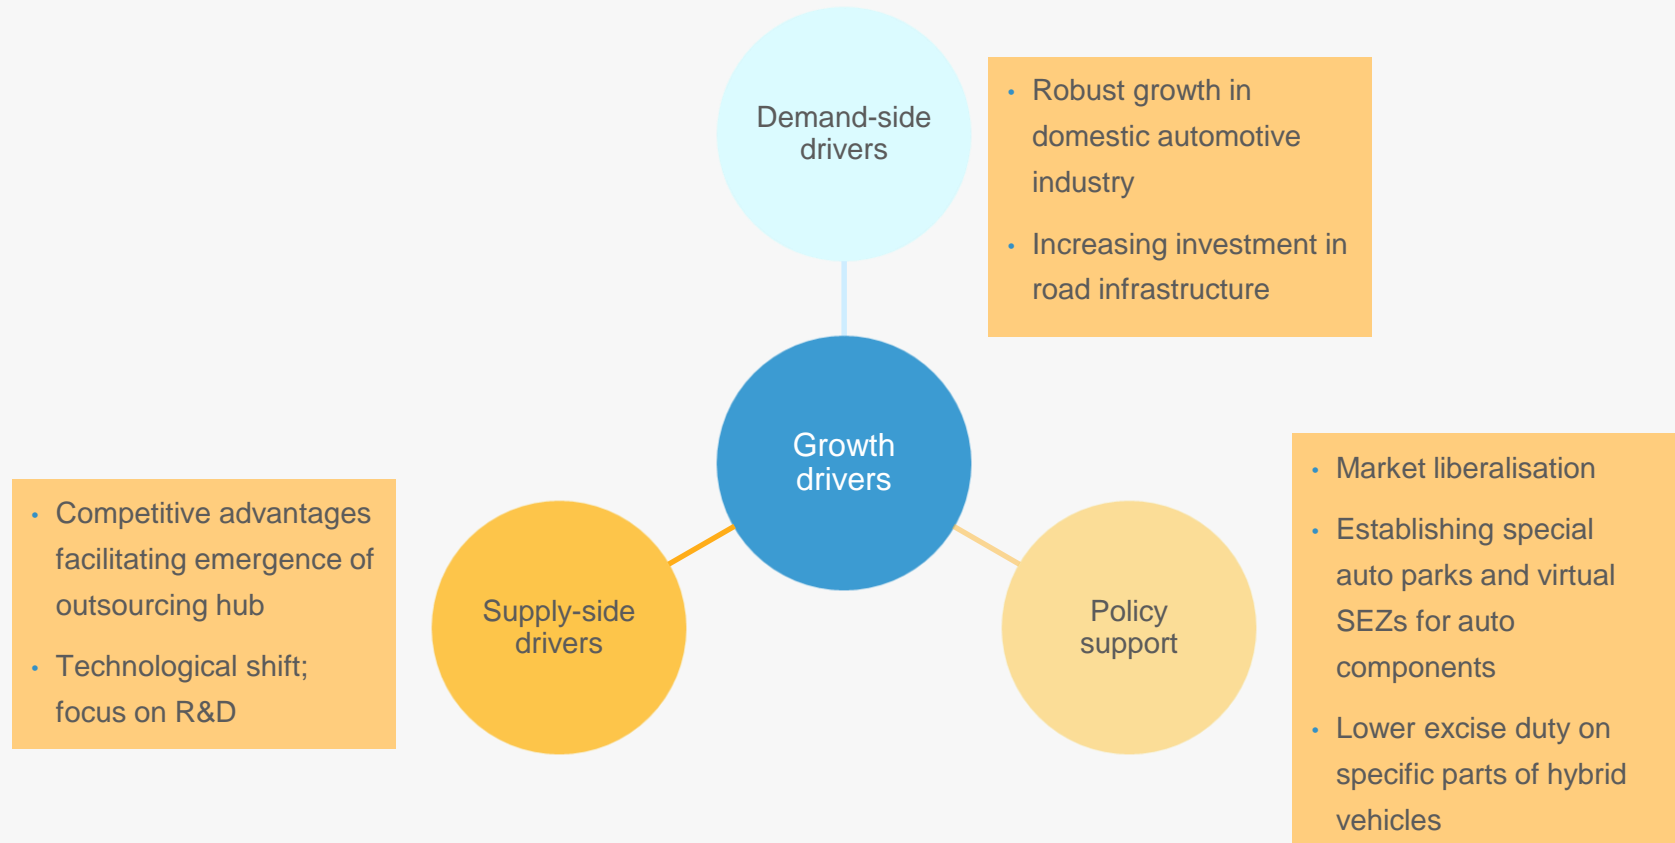 Demand-side
drivers
• Robust growth in
domestic automotive
industry
• Increasing investment in
road infrastructure
Growth
drivers
• Competitive advantages
facilitating emergence of
outsourcing hub
• Technological shift;
focus on R&D
Supply-side
drivers
Policy
support
• Market liberalisation
• Establishing special
auto parks and virtual
SEZs for auto
components
• Lower excise duty on
specific parts of hybrid
vehicles